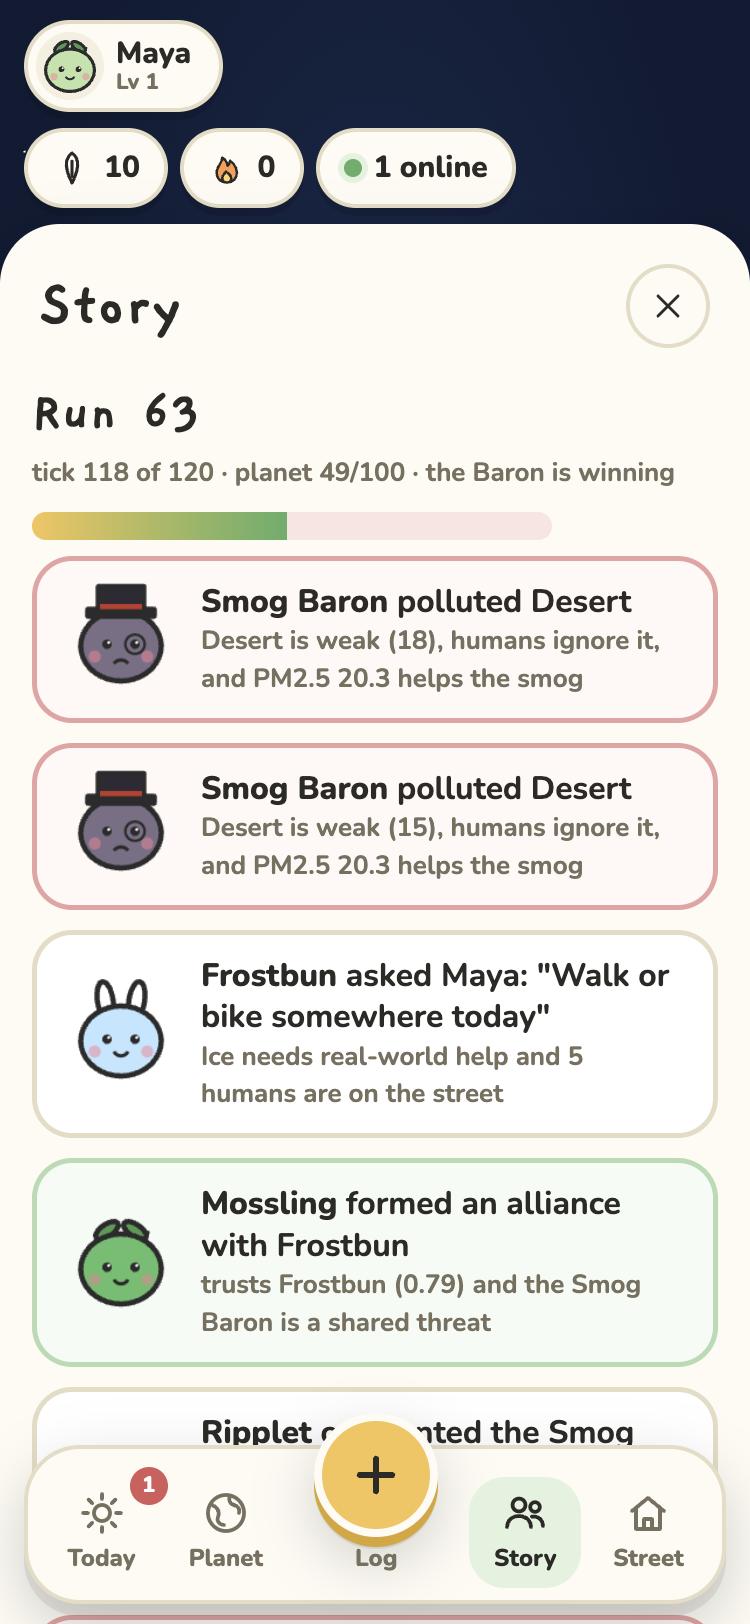 Maya
Lv 1
10
0
1 online
Story
Run 63
tick 118 of 120 · planet 49/100 · the Baron is winning
Smog Baron polluted Desert
Desert is weak (18), humans ignore it,
and PM2.5 20.3 helps the smog
Smog Baron polluted Desert
Desert is weak (15), humans ignore it,
and PM2.5 20.3 helps the smog
Frostbun asked Maya: "Walk or
bike somewhere today"
Ice needs real-world help and 5
humans are on the street
Mossling formed an alliance
with Frostbun
trusts Frostbun (0.79) and the Smog
Baron is a shared threat
Ripplet the Smog
1
Today
Planet
Log
Story
Street